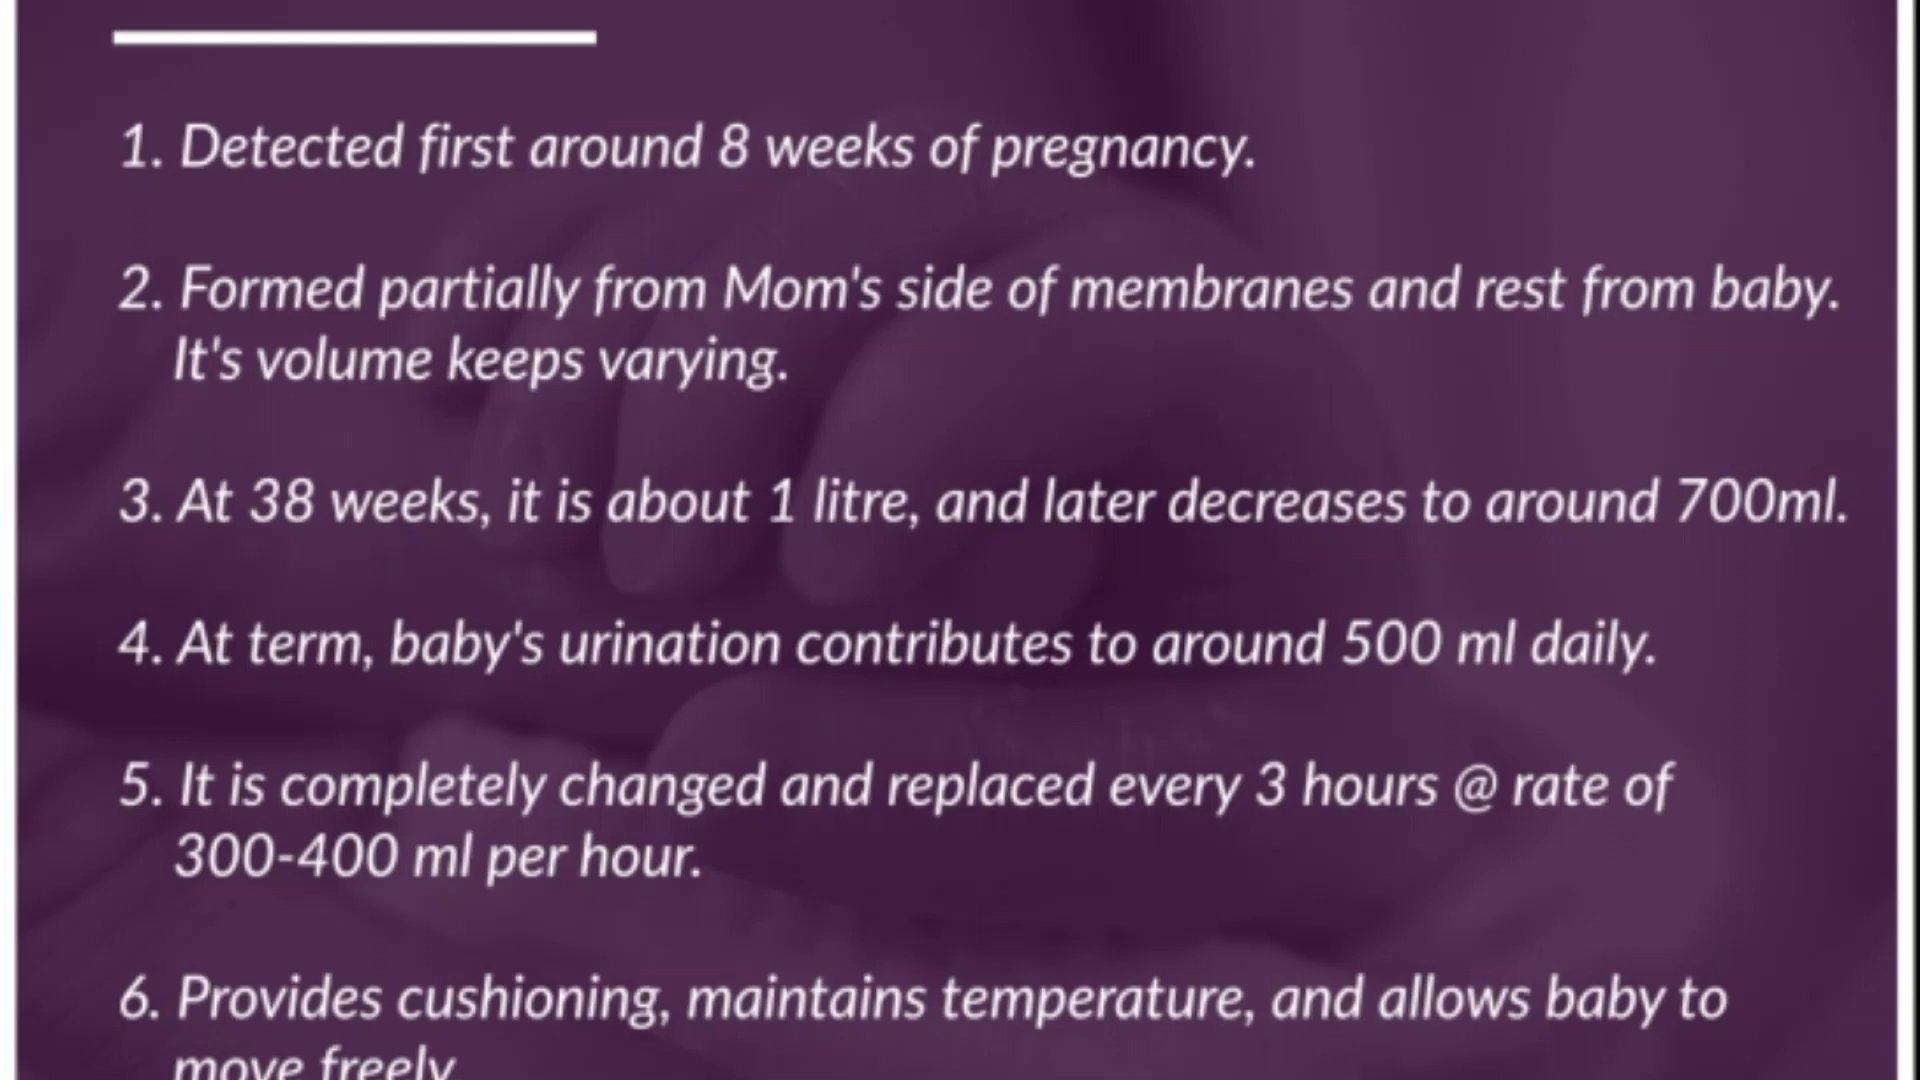 1. Detected first around 8 weeks of pregnancy.
2. Formed partially from Mom's side of membranes and rest from baby.
It's volume keeps varying.
3. At 38 weeks, it is about 1 litre, and later decreases to around 700ml.
4. At term, baby's urination contributes to around 500 ml daily.
5. It is completely changed and replaced every 3 hours @ rate of
300-400 ml per hour.
6. Provides cushioning, maintains temperature, and allows baby to
move freely